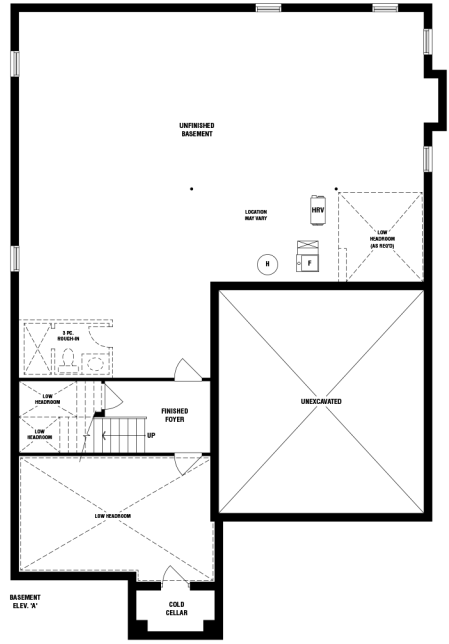 UNFINISHED
BASEMENT
LOCATION
MAY VARY
HRV
LOW
HEADROOM
(AS REQ'D)
H
F
3 PC.
ROUGH-IN
LOW
HEADROOM
LOW
HEADROOM
FINISHED
FOYER
UP
UNEXCAVATED
LOW HEADROOM
BASEMENT
ELEV. 'A'
COLD
CELLAR